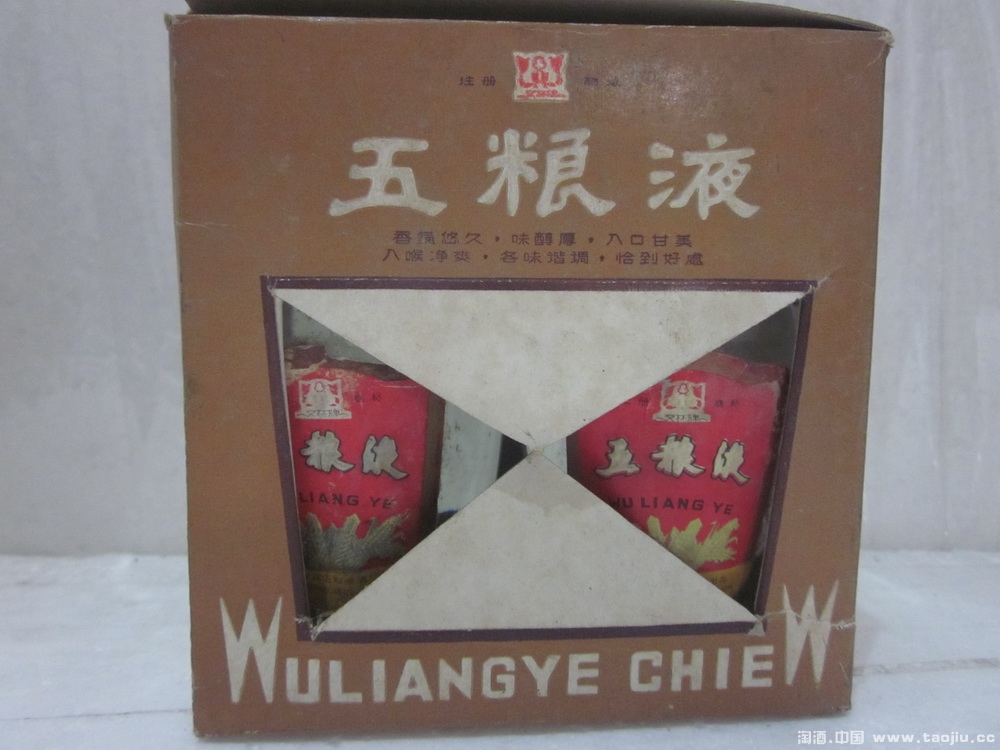 注册
五粮液
香气悠久，味醇厚，入口甘美
入喉净爽，各味谐调，恰到好處
粮液
LIANG YE
五粮液
WU LIANG YE
WULIANGYE CHIEW
淘酒.中国 www.taojiu.cc